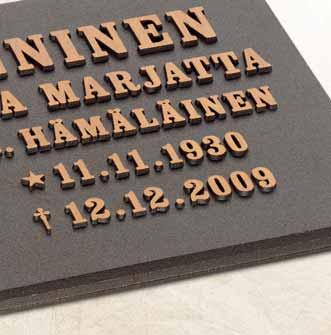 NINEN
A MARJATTA
. HÄMÄLÄINEN
★ 11.11.1930
† 12.12.2009